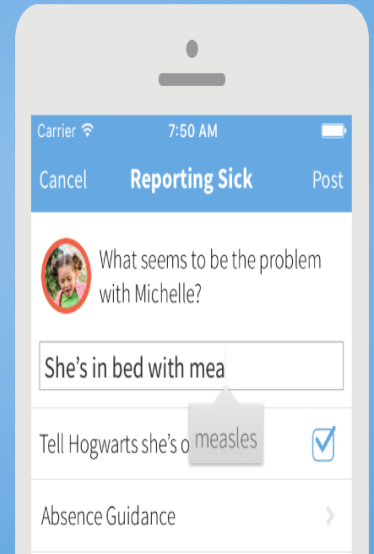 Carrier 7:50 AM
Cancel Reporting Sick Post
What seems to be the problem
with Michelle?
She's in bed with mea
measles
Tell Hogwarts she's o
Absence Guidance